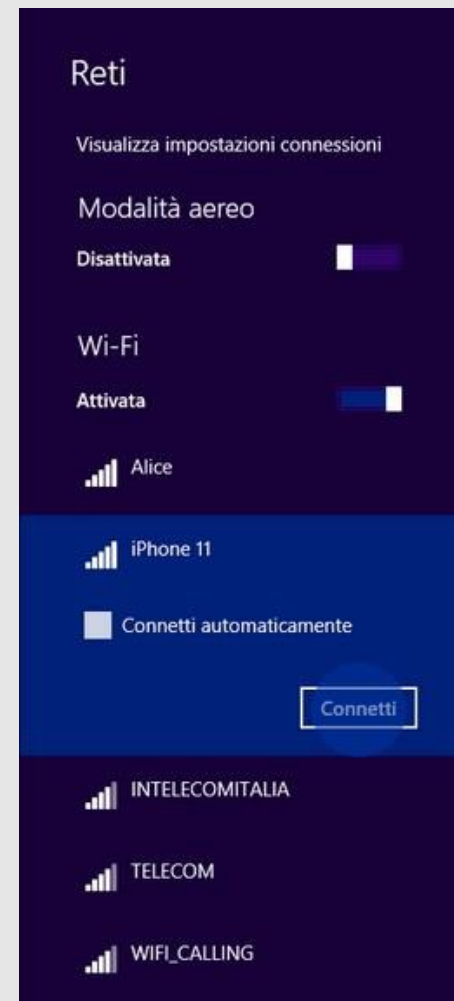 Reti
Visualizza impostazioni connessioni
Modalità aereo
Disattivata
Wi-Fi
Attivata
Alice
iPhone 11
Connetti automaticamente
Connetti
INTELECOMITALIA
TELECOM
WIFI_CALLING